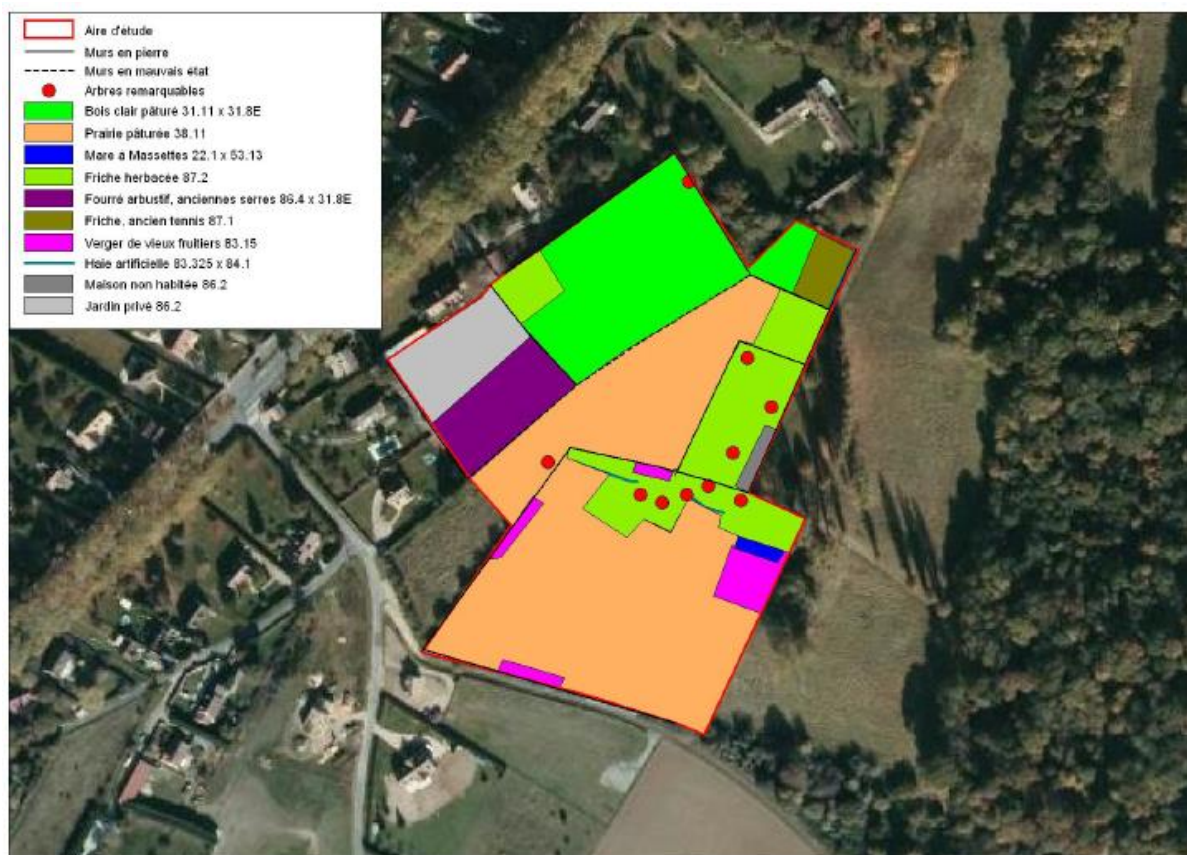 Aire d'étude
Murs en pierre
Murs en mauvais état
Arbres remarquables
Bois clair pâturé 31.11 x 31.8E
Prairie pâturée 38.11
Mare à Massettes 22.1 x 53.13
Friche herbacée 87.2
Fourré arbustif, anciennes serres 86.4 x 31.8E
Friche, ancien tennis 87.1
Verger de vieux fruitiers 83.15
Haie artificielle 83.325 x 84.1
Maison non habitée 86.2
Jardin privé 86.2